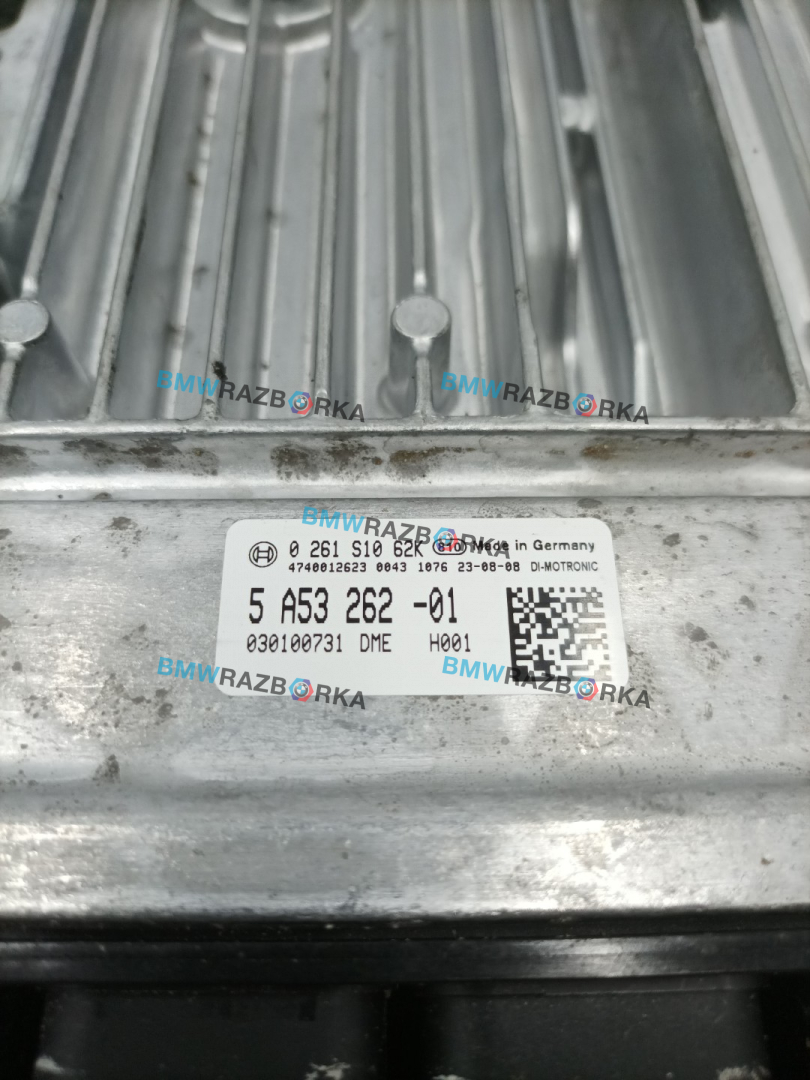 BMWRAZBORKA BMWRAZBORKA
BMWRAZBORKA
0 261 S10 62K 810 Made in Germany
4740012623 0043 1076 23-08-08 DI-MOTRONIC
5 A53 262 -01
030100731 DME H001
BMWRAZBORKA BMWRAZBORKA